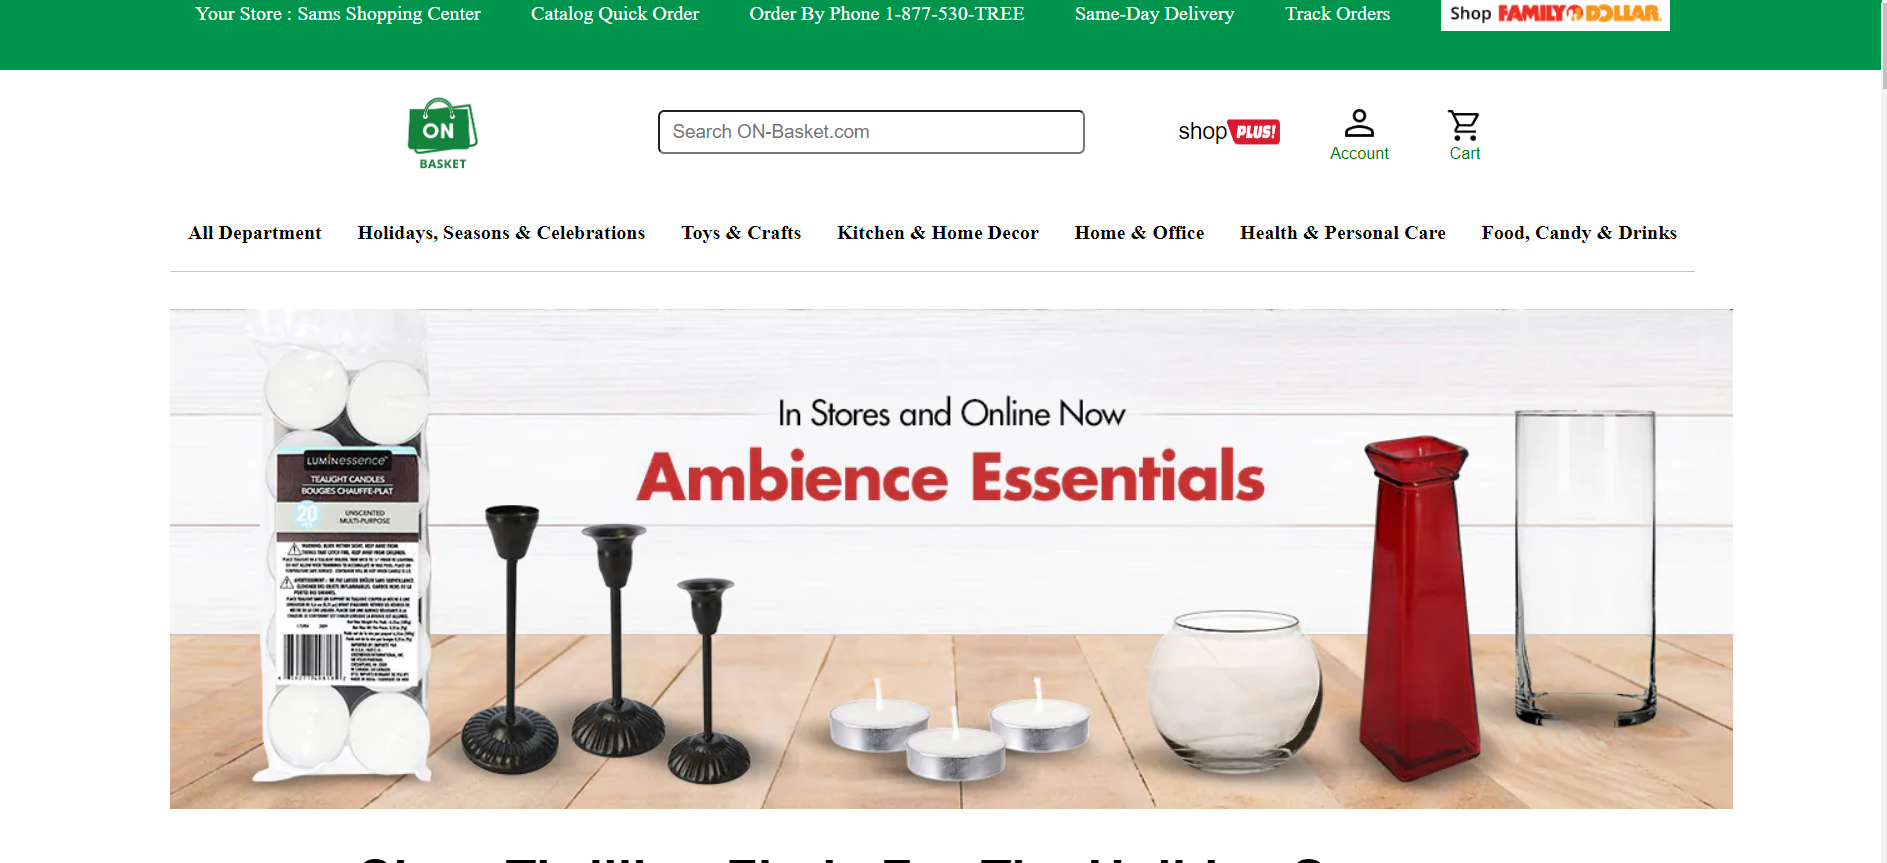 Your Store : Sams Shopping Center
Catalog Quick Order
Order By Phone 1-877-530-TREE
Same-Day Delivery
Track Orders
Shop FAMILY DOLLAR
ON
BASKET
Search ON-Basket.com
shop PLUS!
Account
Cart
All Department
Holidays, Seasons & Celebrations
Toys & Crafts
Kitchen & Home Decor
Home & Office
Health & Personal Care
Food, Candy & Drinks
In Stores and Online Now
Ambience Essentials
LUMINessence™
TEALIGHT CANDLES
BOUGIES CHAUFFE-PLAT
20
UNSCENTED
MULTI-PURPOSE